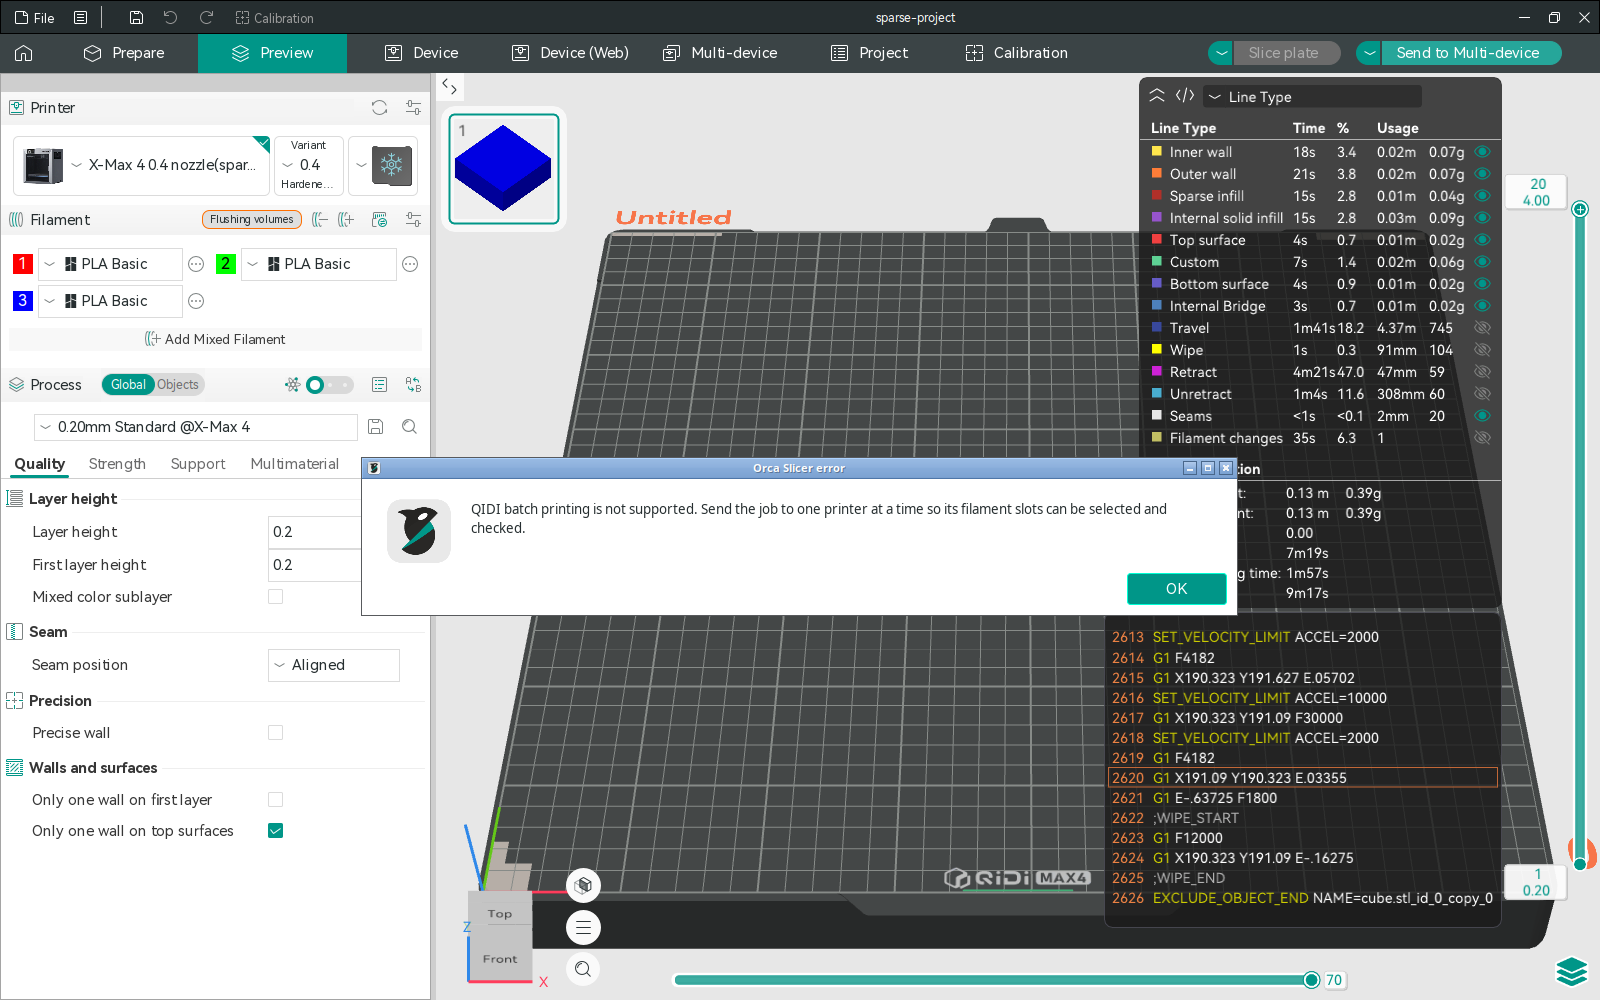 File
Calibration
sparse-project
Prepare
Preview
Device
Device (Web)
Multi-device
Project
Calibration
Slice plate
Send to Multi-device
Printer
X-Max 4 0.4 nozzle(spar...
Variant
0.4
Hardene...
Filament
Flushing volumes
1 PLA Basic
2 PLA Basic
3 PLA Basic
Add Mixed Filament
Process
Global
Objects
0.20mm Standard @X-Max 4
Quality
Strength
Support
Multimaterial
Layer height
Layer height 0.2
First layer height 0.2
Mixed color sublayer
Seam
Seam position Aligned
Precision
Precise wall
Walls and surfaces
Only one wall on first layer
Only one wall on top surfaces
1
Untitled
Line Type
Line Type Time % Usage
Inner wall 18s 3.4 0.02m 0.07g
Outer wall 21s 3.8 0.02m 0.07g
Sparse infill 15s 2.8 0.01m 0.04g
Internal solid infill 15s 2.8 0.03m 0.09g
Top surface 4s 0.7 0.01m 0.02g
Custom 7s 1.4 0.02m 0.06g
Bottom surface 4s 0.9 0.01m 0.02g
Internal Bridge 3s 0.7 0.01m 0.02g
Travel 1m41s 18.2 4.37m 745
Wipe 1s 0.3 91mm 104
Retract 4m21s 47.0 47mm 59
Unretract 1m4s 11.6 308mm 60
Seams <1s <0.1 2mm 20
Filament changes 35s 6.3 1
tion
t: 0.13 m 0.39g
nt: 0.13 m 0.39g
0.00
7m19s
g time: 1m57s
9m17s
20
4.00
Orca Slicer error
QIDI batch printing is not supported. Send the job to one printer at a time so its filament slots can be selected and
checked.
OK
2613 SET_VELOCITY_LIMIT ACCEL=2000
2614 G1 F4182
2615 G1 X190.323 Y191.627 E.05702
2616 SET_VELOCITY_LIMIT ACCEL=10000
2617 G1 X190.323 Y191.09 F30000
2618 SET_VELOCITY_LIMIT ACCEL=2000
2619 G1 F4182
2620 G1 X191.09 Y190.323 E.03355
2621 G1 E-.63725 F1800
2622 ;WIPE_START
2623 G1 F12000
2624 G1 X190.323 Y191.09 E-.16275
2625 ;WIPE_END
2626 EXCLUDE_OBJECT_END NAME=cube.stl_id_0_copy_0
1
0.20
QIDI MAX4
Top
Front
Z
X
70